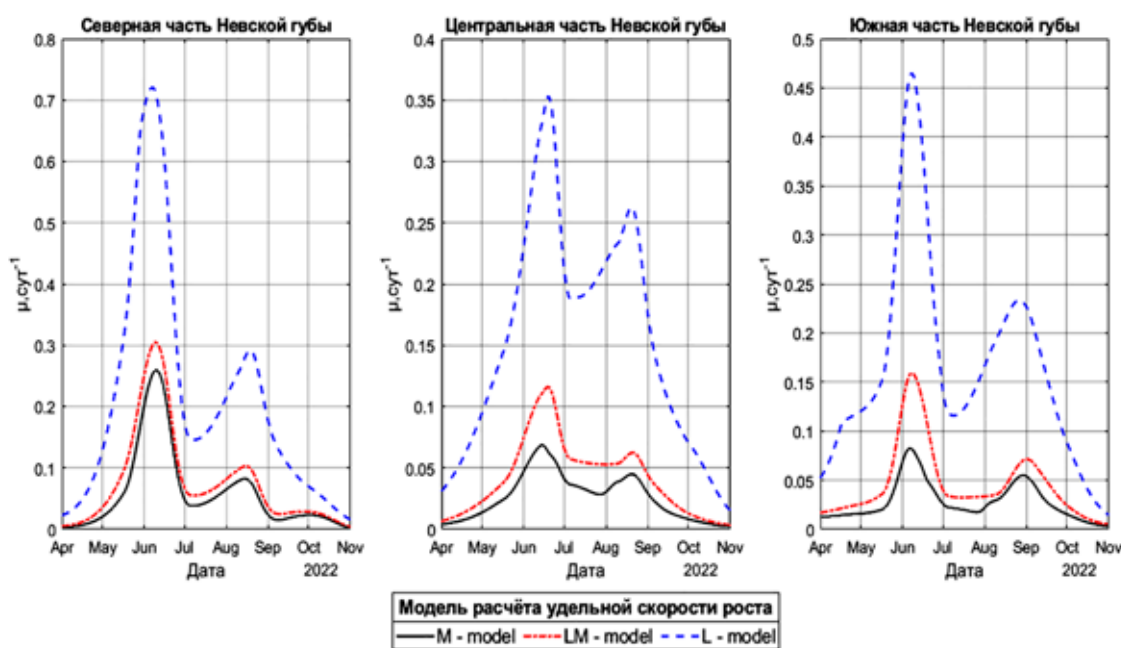 Северная часть Невской губы
Центральная часть Невской губы
Южная часть Невской губы
0.8
0.7
0.6
0.5
0.4
0.3
0.2
0.1
0
μ,сут-1
Apr May Jun Jul Aug Sep Oct Nov
Дата
2022
0.4
0.35
0.3
0.25
0.2
0.15
0.1
0.05
0
μ,сут-1
Apr May Jun Jul Aug Sep Oct Nov
Дата
2022
0.5
0.45
0.4
0.35
0.3
0.25
0.2
0.15
0.1
0.05
0
μ,сут-1
Apr May Jun Jul Aug Sep Oct Nov
Дата
2022
Модель расчёта удельной скорости роста
M - model LM - model L - model